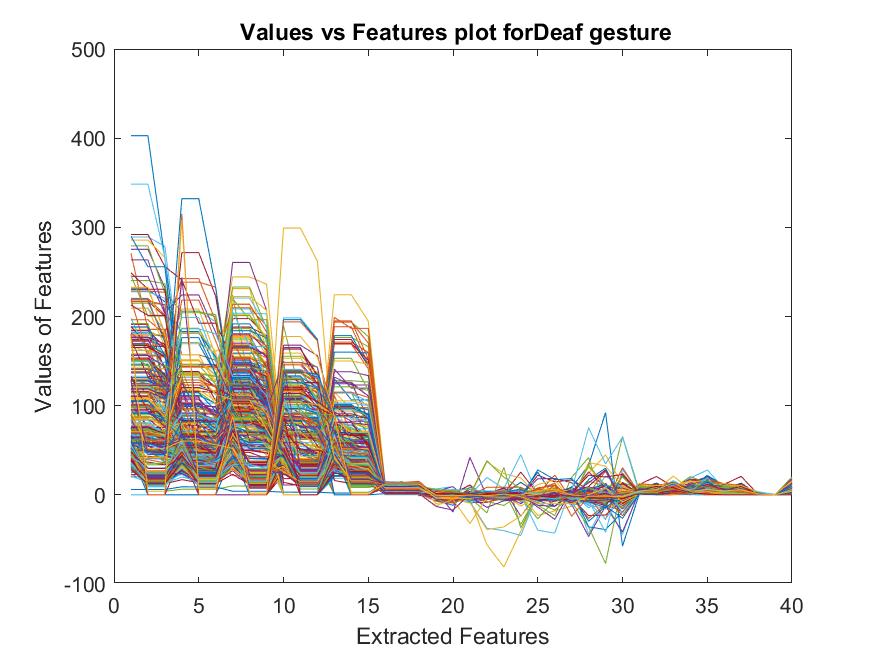 Values vs Features plot forDeaf gesture
500
400
300
200
100
0
-100
Values of Features
0 5 10 15 20 25 30 35 40
Extracted Features